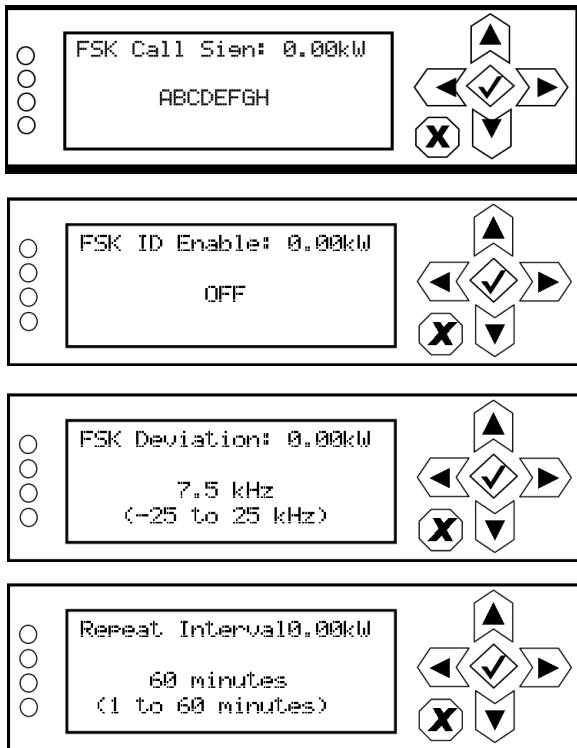 FSK Call Sign: 0.00kW
ABCDEFGH
FSK ID Enable: 0.00kW
OFF
FSK Deviation: 0.00kW
7.5 kHz
(-25 to 25 kHz)
Repeat Interval0.00kW
60 minutes
(1 to 60 minutes)